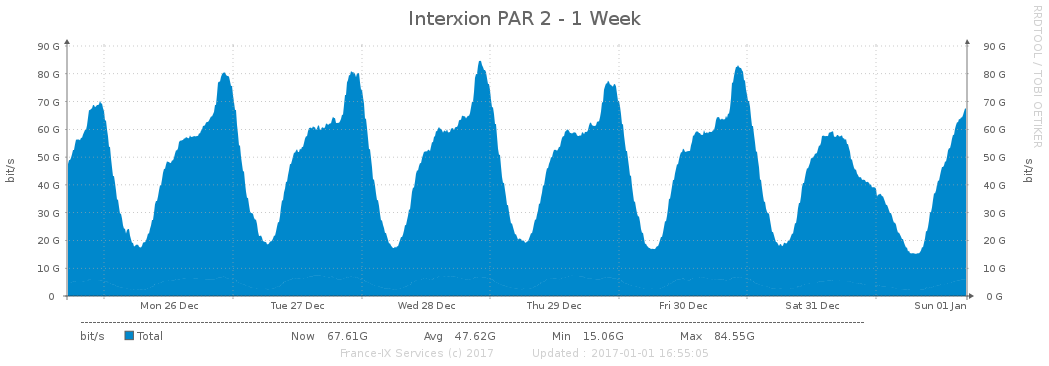 Interxion PAR 2 - 1 Week
RRDTOOL / TOBI OETIKER
90 G 90 G
80 G 80 G
70 G 70 G
60 G 60 G
50 G 50 G
40 G 40 G
30 G 30 G
20 G 20 G
10 G 10 G
0 0 G
bit/s
bit/s
Mon 26 Dec Tue 27 Dec Wed 28 Dec Thu 29 Dec Fri 30 Dec Sat 31 Dec Sun 01 Jan
bit/s Total Now 67.61G Avg 47.62G Min 15.06G Max 84.55G
France-IX Services (c) 2017 Updated : 2017-01-01 16:55:05